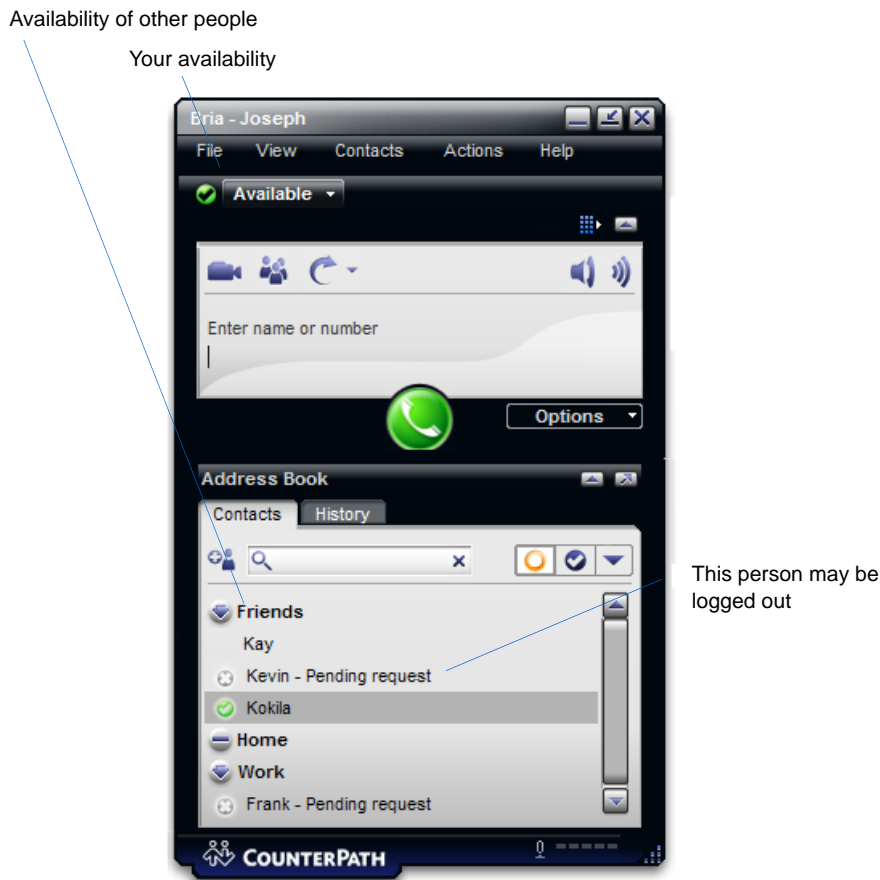 Availability of other people
Your availability
Bria - Joseph
File View Contacts Actions Help
Available
Enter name or number
Options
Address Book
Contacts History
Friends
Kay
Kevin - Pending request
This person may be
logged out
Kokila
Home
Work
Frank - Pending request
COUNTERPATH